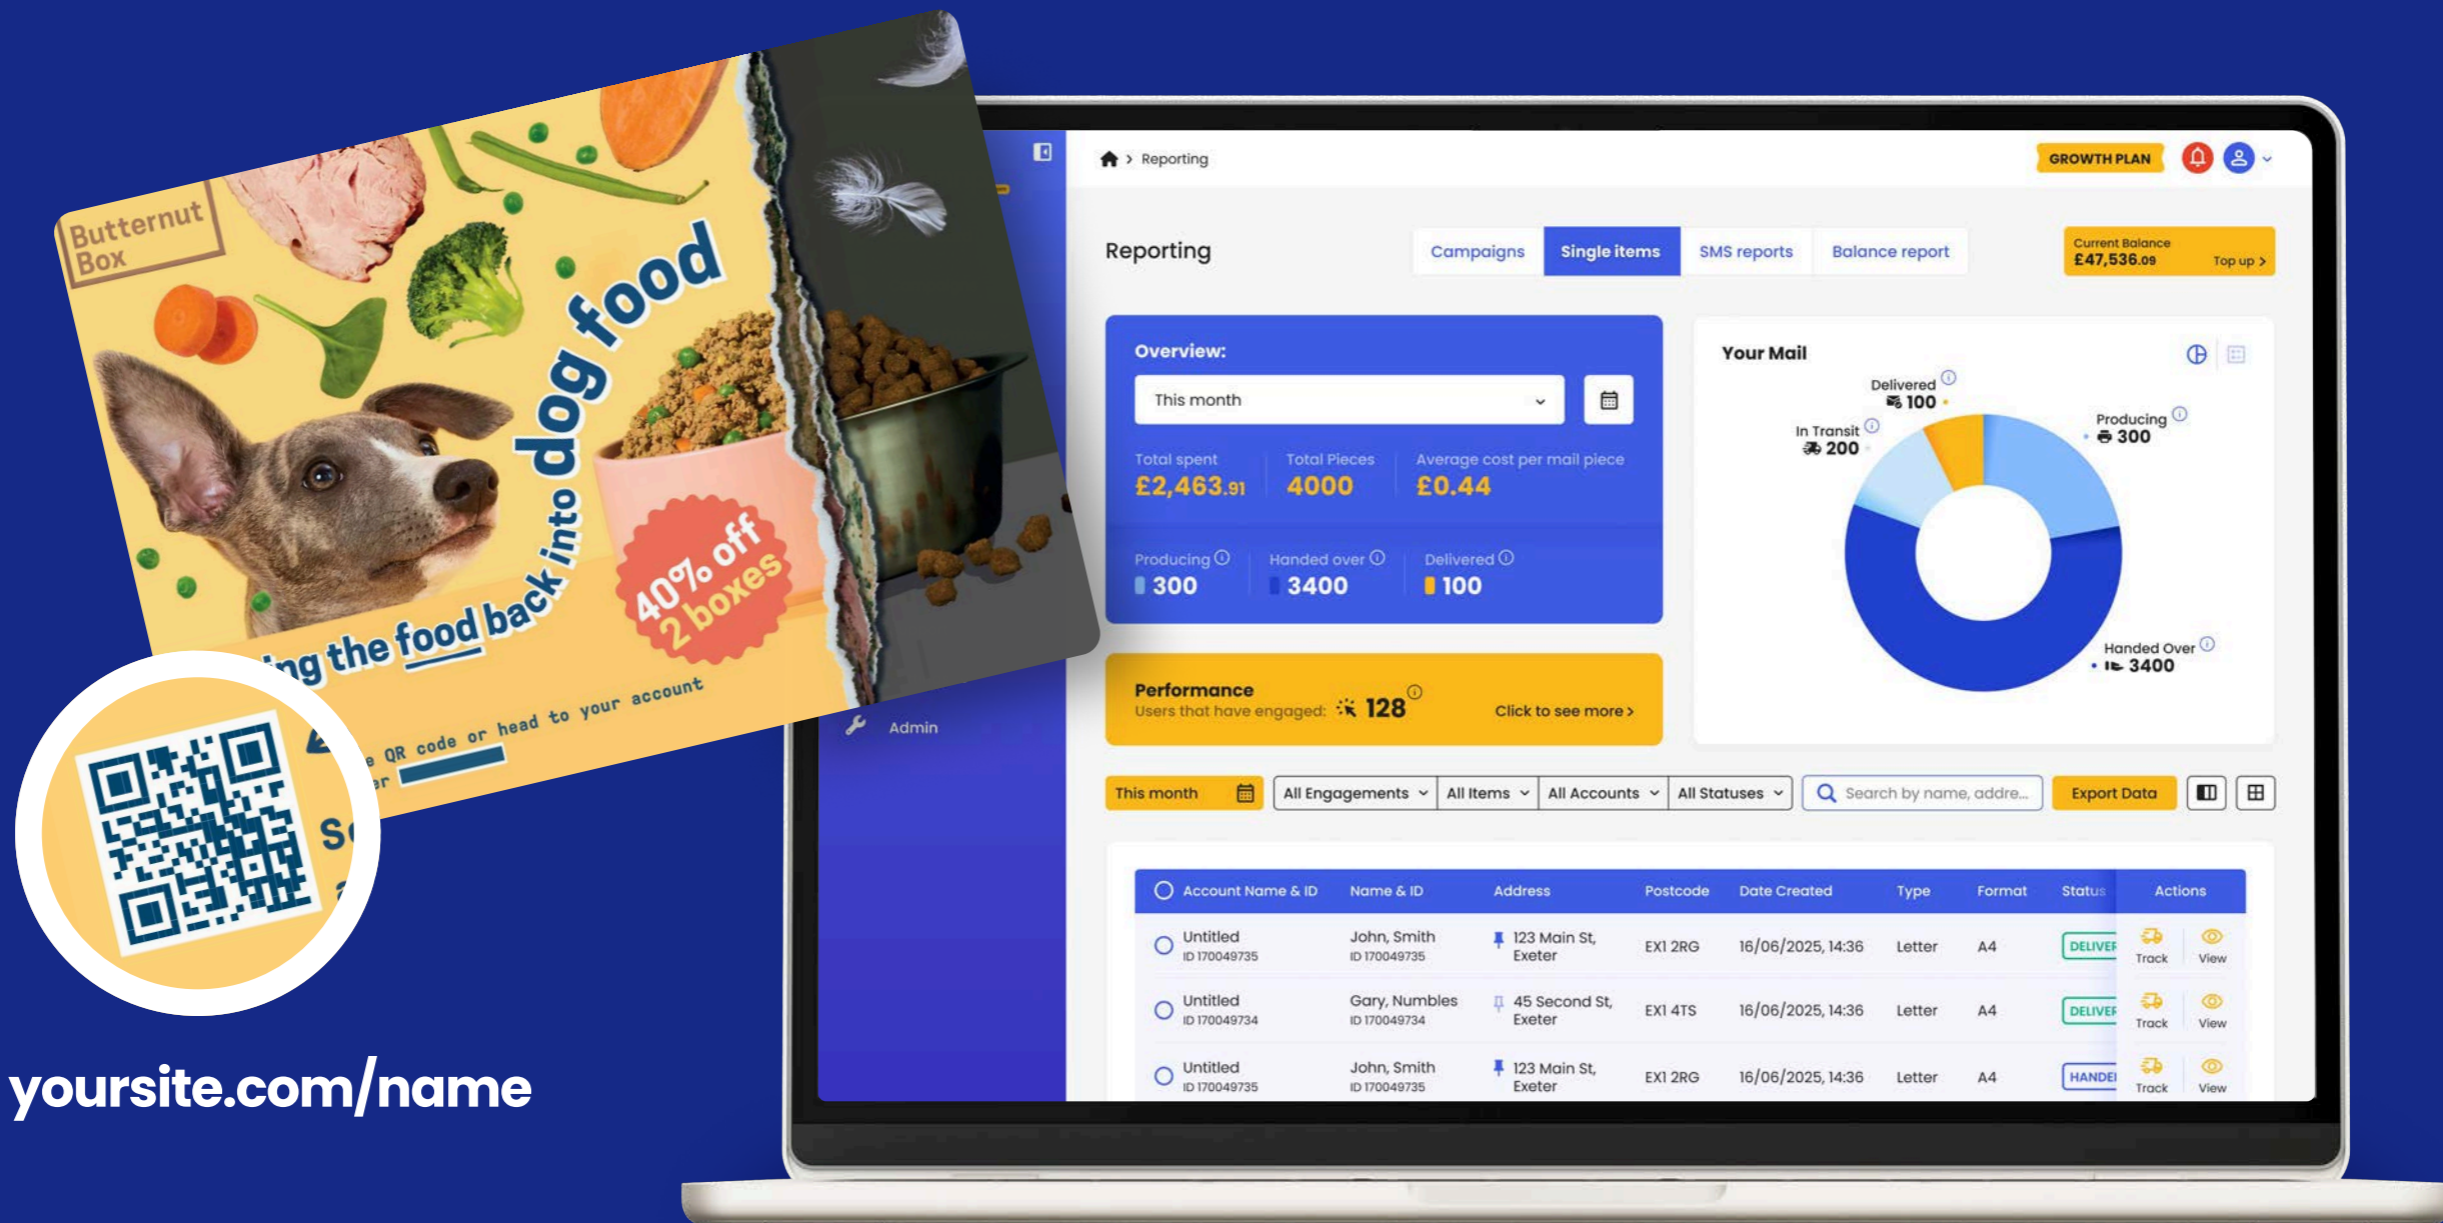 Butternut
Box
ng the food back into dog food
40% off
2 boxes
QR code or head to your account
yoursite.com/name
Admin
Reporting
GROWTH PLAN
Reporting
Campaigns
Single items
SMS reports
Balance report
Current Balance
£47,536.09
Top up >
Overview:
This month
Total spent
£2,463.91
Total Pieces
4000
Average cost per mail piece
£0.44
Producing
300
Handed over
3400
Delivered
100
Performance
Users that have engaged: 128
Click to see more >
Your Mail
Delivered
100
In Transit
200
Producing
300
Handed Over
3400
This month
All Engagements
All Items
All Accounts
All Statuses
Search by name, addre...
Export Data
Account Name & ID Name & ID Address Postcode Date Created Type Format Status Actions
Untitled John, Smith 123 Main St, EX1 2RG 16/06/2025, 14:36 Letter A4 DELIVER
ID 170049735 ID 170049735 Exeter Track View
Untitled Gary, Numbles 45 Second St, EX1 4TS 16/06/2025, 14:36 Letter A4 DELIVER
ID 170049734 ID 170049734 Exeter Track View
Untitled John, Smith 123 Main St, EX1 2RG 16/06/2025, 14:36 Letter A4 HANDE
ID 170049735 ID 170049735 Exeter Track View